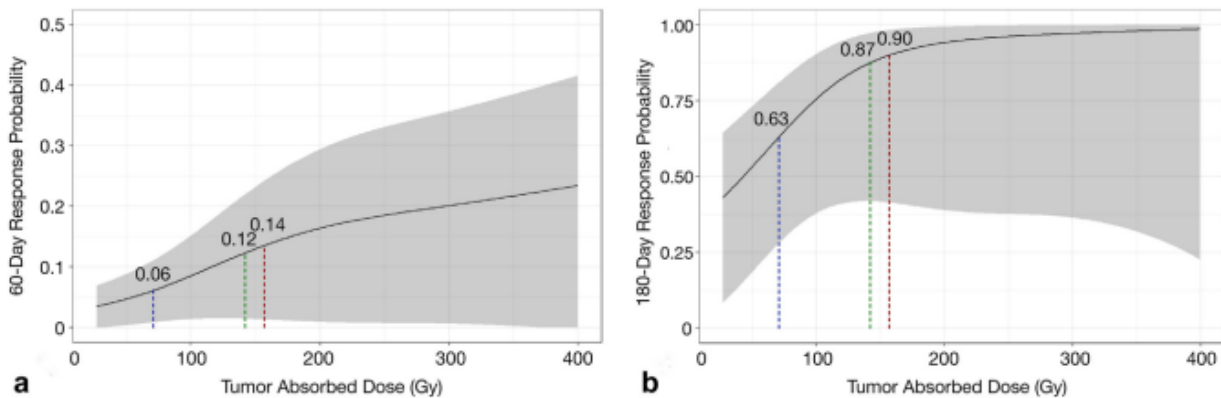 0.5
0.4
0.3
0.2
0.1
0
60-Day Response Probability
0.06
0.12
0.14
0 100 200 300 400
Tumor Absorbed Dose (Gy)
a
1.00
0.75
0.50
0.25
0
180-Day Response Probability
0.63
0.87
0.90
0 100 200 300 400
Tumor Absorbed Dose (Gy)
b